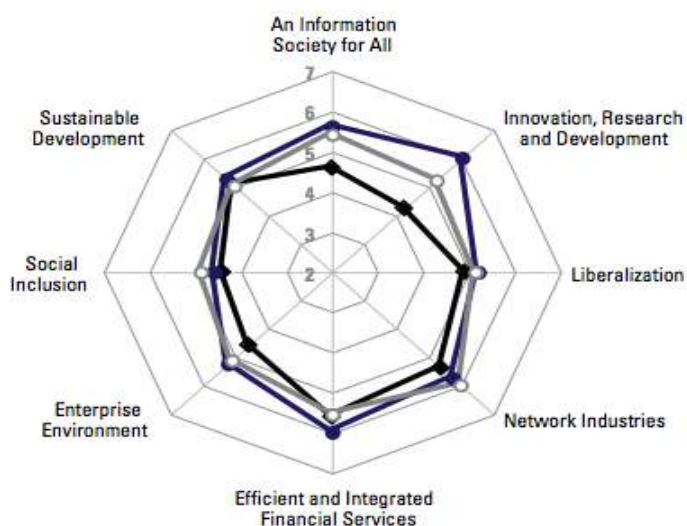 An Information
Society for All
7
Sustainable
Development
6
Innovation, Research
and Development
5
4
3
Social
Inclusion
2
Liberalization
Enterprise
Environment
Network Industries
Efficient and Integrated
Financial Services